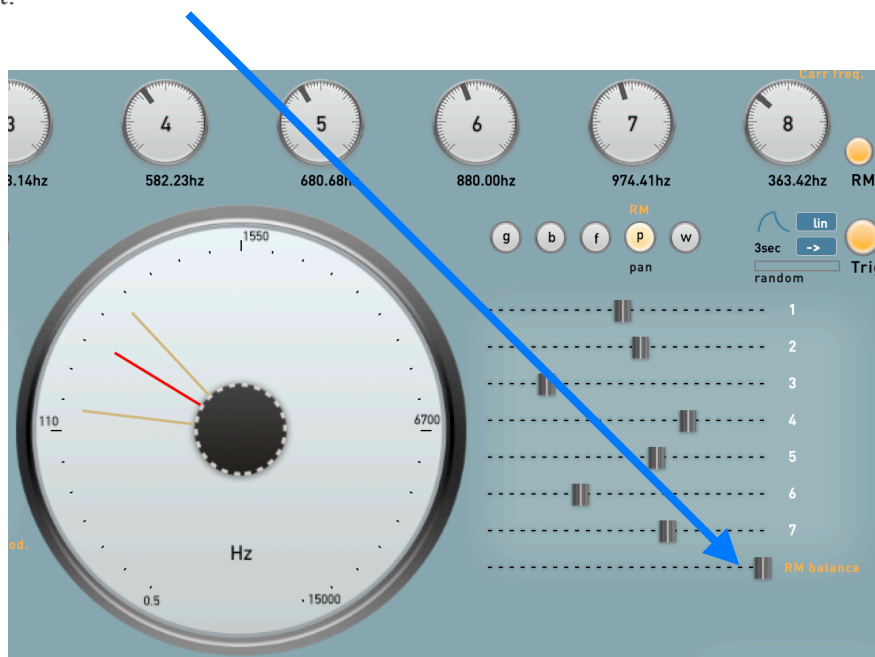 Carr freq.
3 4 5 6 7 8
3.14hz 582.23hz 680.68hz 880.00hz 974.41hz 363.42hz RM
RM
g b f p w
pan
lin
3sec ->
random
1550
110
6700
Hz
0.5
15000
1
2
3
4
5
6
7
RM balance
od.